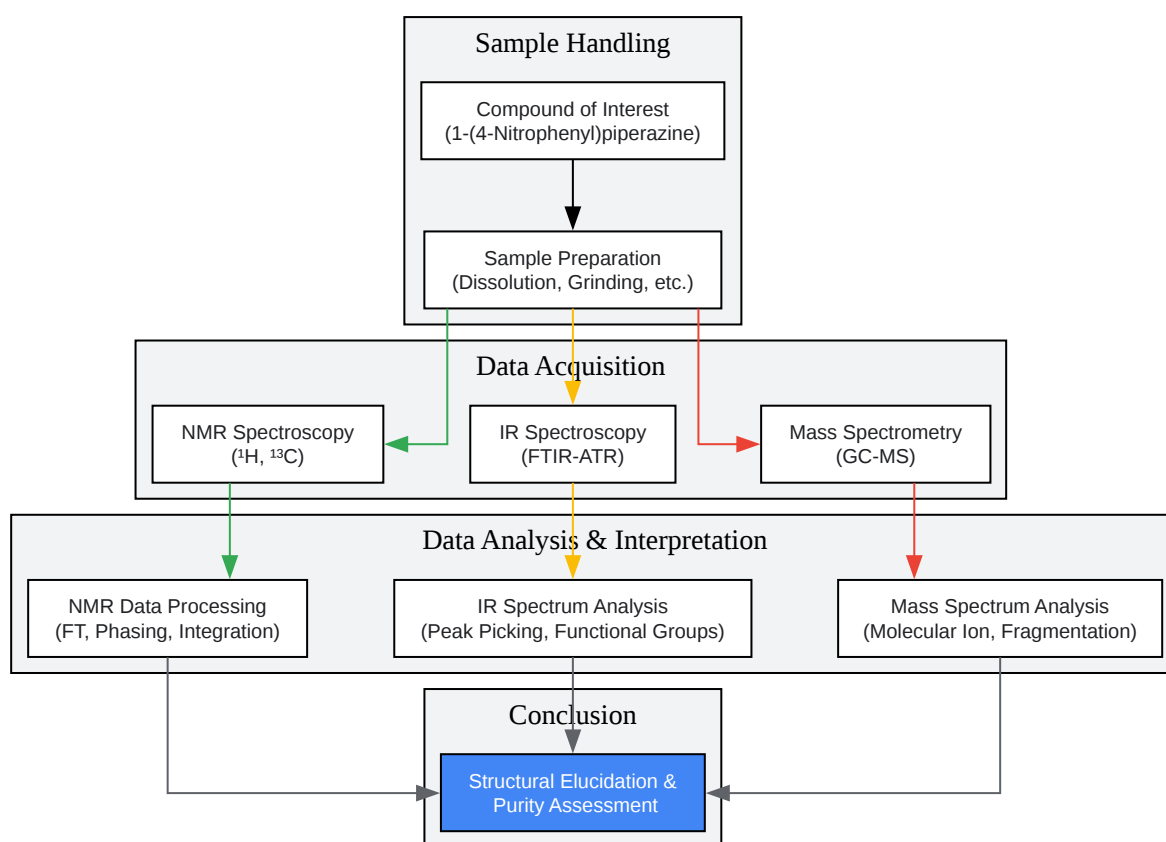 Sample Handling
Compound of Interest
(1-(4-Nitrophenyl)piperazine)
Sample Preparation
(Dissolution, Grinding, etc.)
Data Acquisition
NMR Spectroscopy
(¹H, ¹³C)
IR Spectroscopy
(FTIR-ATR)
Mass Spectrometry
(GC-MS)
Data Analysis & Interpretation
NMR Data Processing
(FT, Phasing, Integration)
IR Spectrum Analysis
(Peak Picking, Functional Groups)
Mass Spectrum Analysis
(Molecular Ion, Fragmentation)
Conclusion
Structural Elucidation &
Purity Assessment